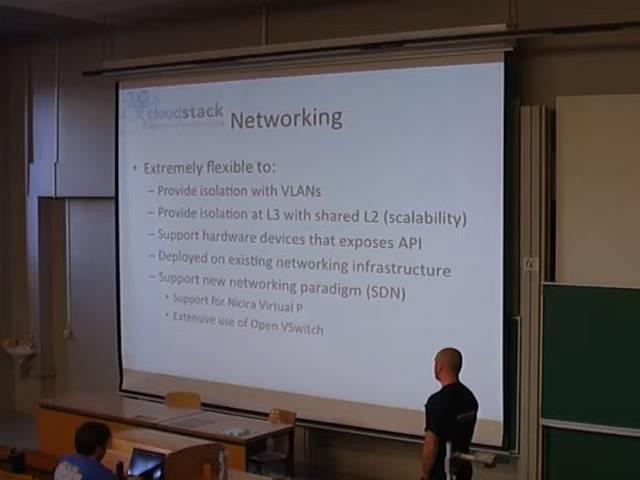 cloudstack
Networking
• Extremely flexible to:
– Provide isolation with VLANs
– Provide isolation at L3 with shared L2 (scalability)
– Support hardware devices that exposes API
– Deployed on existing networking infrastructure
– Support new networking paradigm (SDN)
• Support for Nicira Virtual P
• Extensive use of Open VSwitch